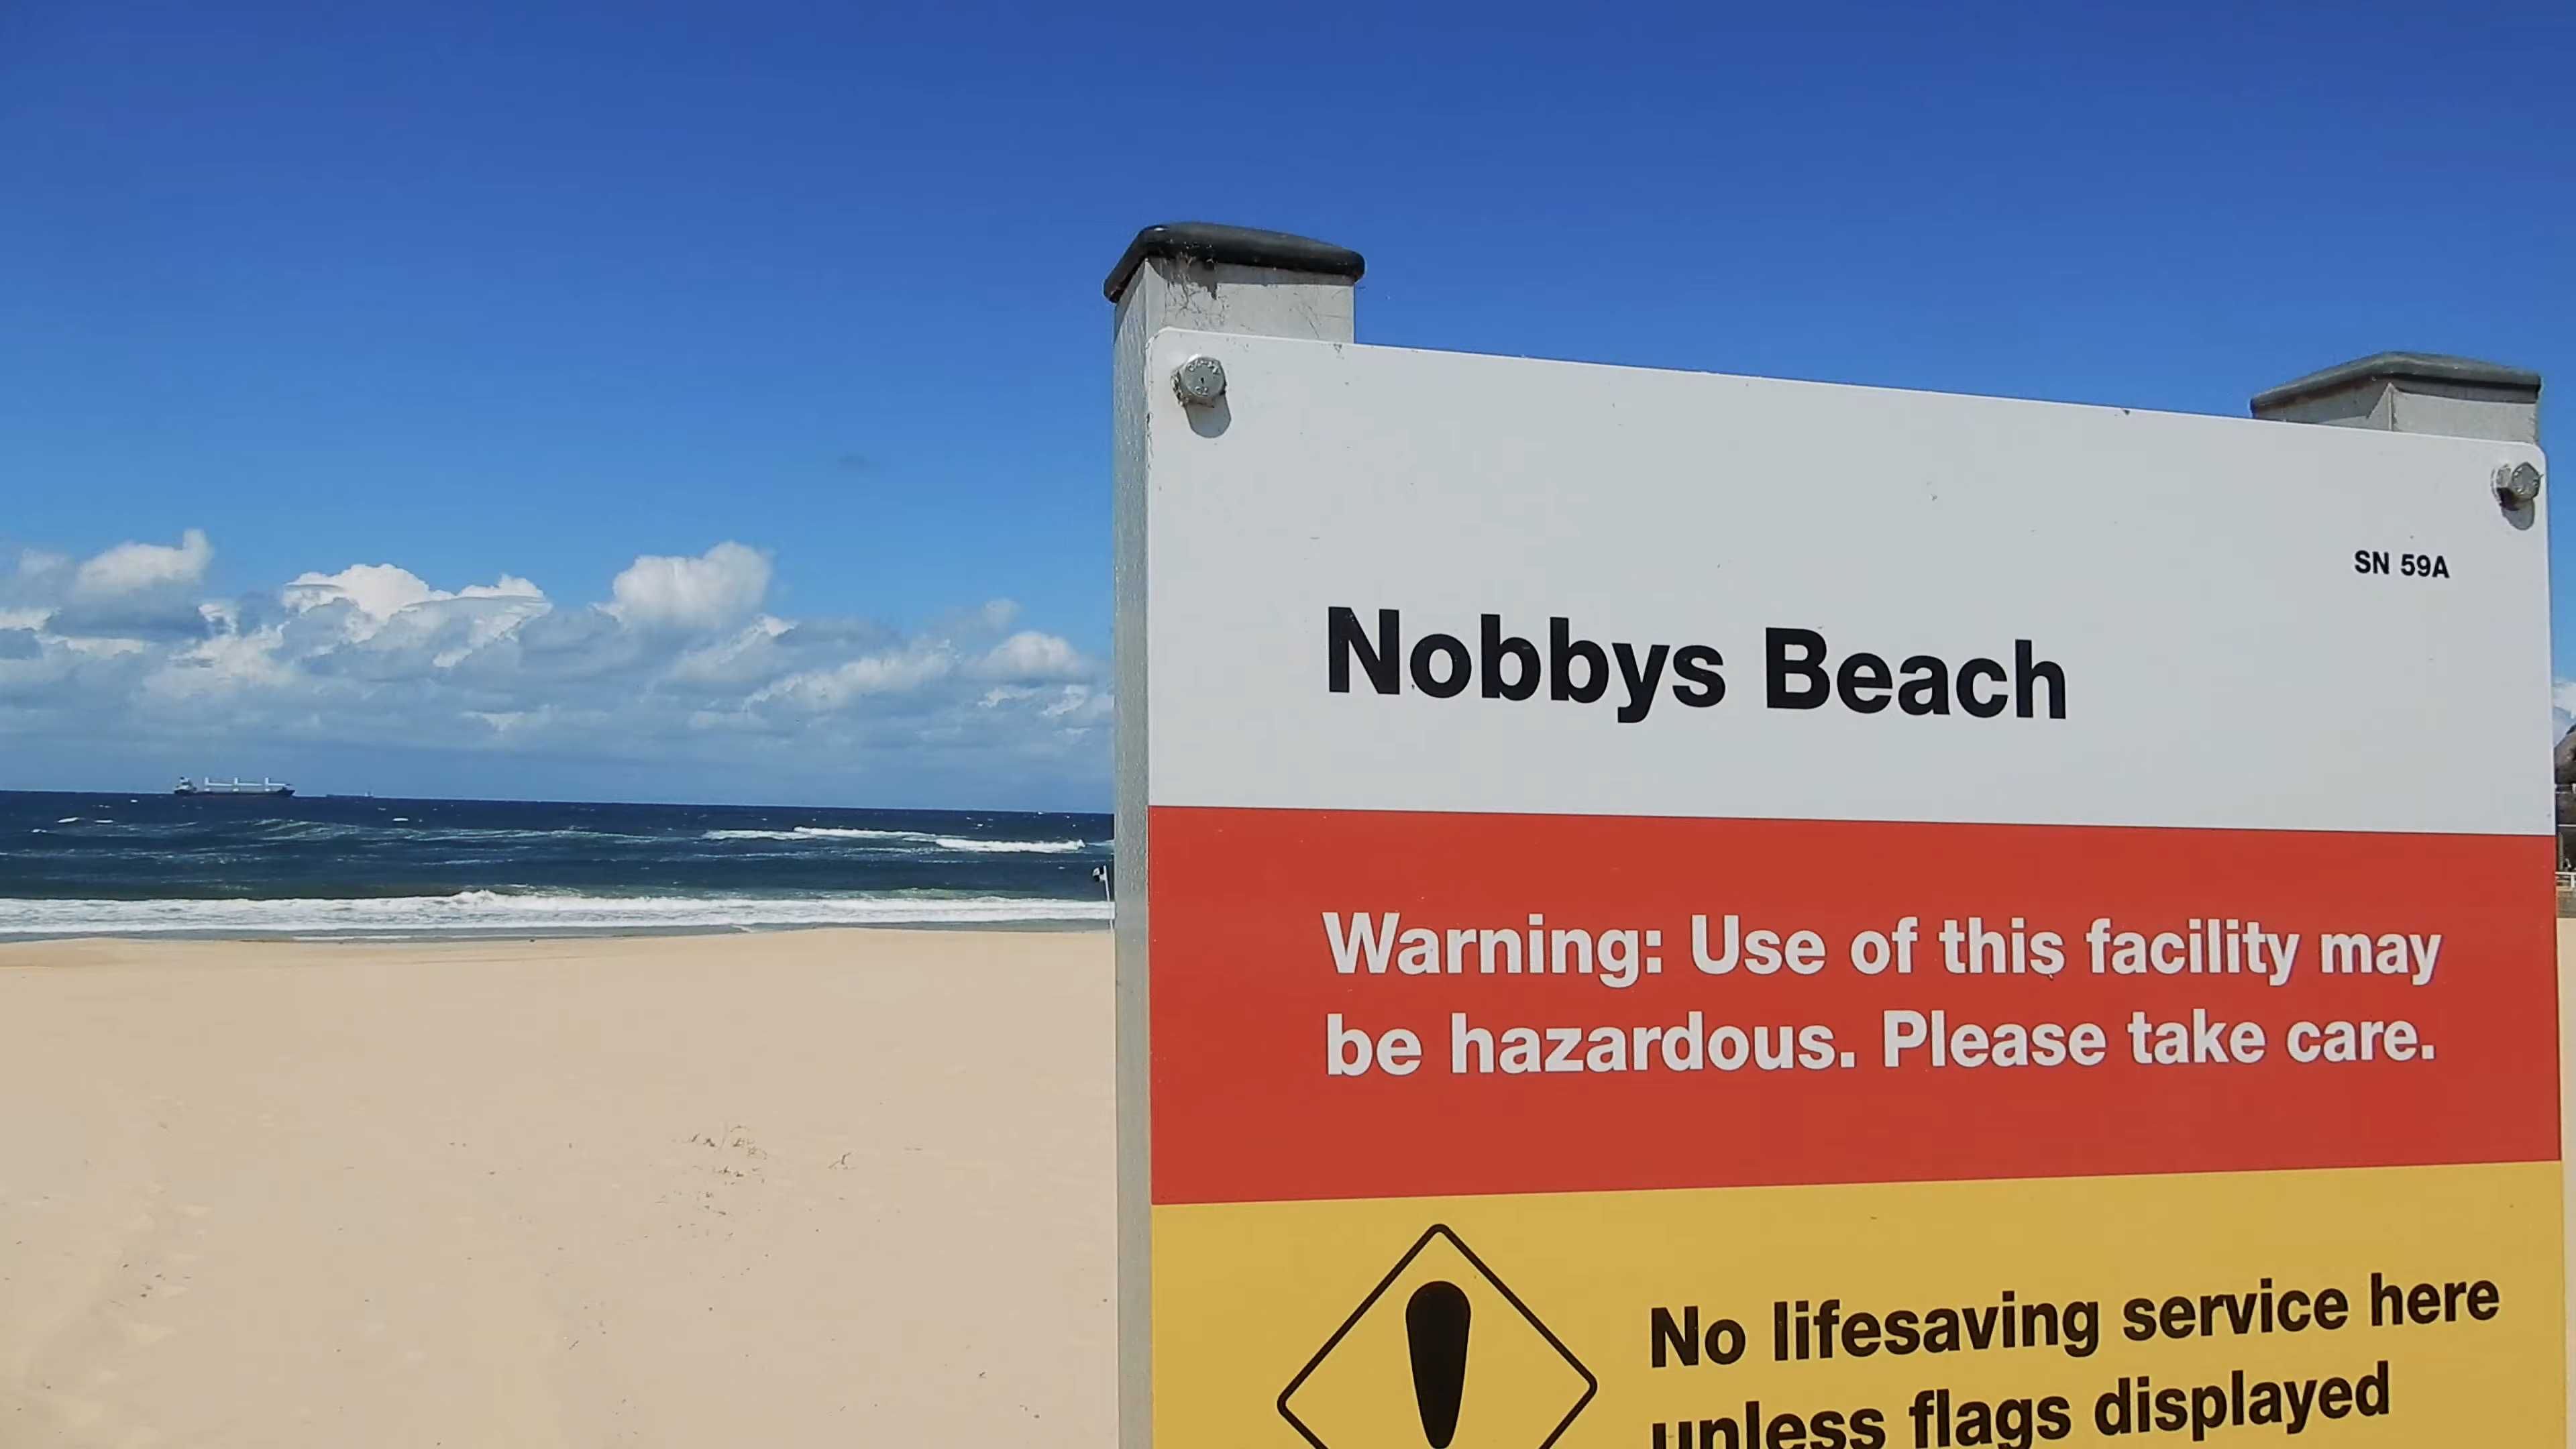 SN 59A
Nobbys Beach
Warning: Use of this facility may
be hazardous. Please take care.
No lifesaving service here
unless flags displayed